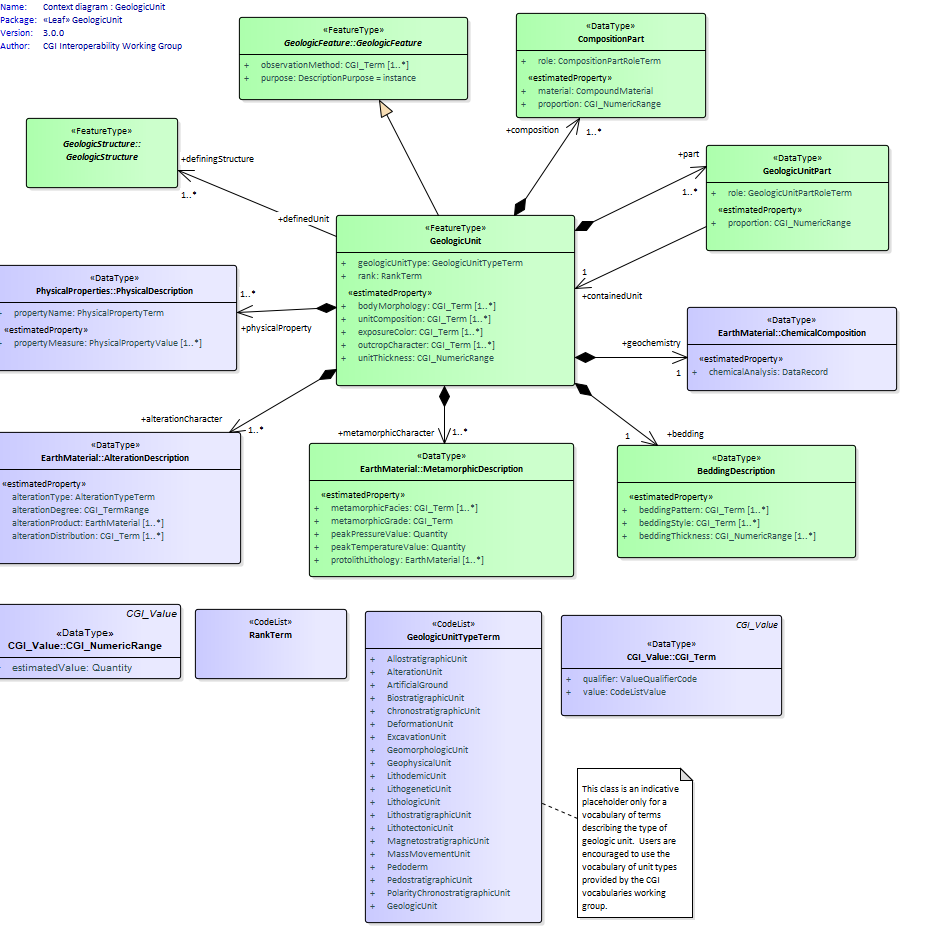 Name: Context diagram : GeologicUnit
Package: «Leaf» GeologicUnit
Version: 3.0.0
Author: CGI Interoperability Working Group
«FeatureType»
GeologicFeature::GeologicFeature
+ observationMethod: CGI_Term [1..*]
+ purpose: DescriptionPurpose = instance
«DataType»
CompositionPart
+ role: CompositionPartRoleTerm
«estimatedProperty»
+ material: CompoundMaterial
+ proportion: CGI_NumericRange
«FeatureType»
GeologicStructure::
GeologicStructure
+definingStructure
1..*
+definedUnit
+composition
1..*
+part
1..*
«DataType»
GeologicUnitPart
+ role: GeologicUnitPartRoleTerm
«estimatedProperty»
+ proportion: CGI_NumericRange
1
+containedUnit
«FeatureType»
GeologicUnit
+ geologicUnitType: GeologicUnitTypeTerm
+ rank: RankTerm
«estimatedProperty»
+ bodyMorphology: CGI_Term [1..*]
+ unitComposition: CGI_Term [1..*]
+ exposureColor: CGI_Term [1..*]
+ outcropCharacter: CGI_Term [1..*]
+ unitThickness: CGI_NumericRange
«DataType»
PhysicalProperties::PhysicalDescription
+ propertyName: PhysicalPropertyTerm
«estimatedProperty»
+ propertyMeasure: PhysicalPropertyValue [1..*]
1..*
+physicalProperty
+geochemistry
1
«DataType»
EarthMaterial::ChemicalComposition
«estimatedProperty»
+ chemicalAnalysis: DataRecord
+alterationCharacter
1..*
+metamorphicCharacter
1..*
1
+bedding
«DataType»
EarthMaterial::AlterationDescription
«estimatedProperty»
alterationType: AlterationTypeTerm
alterationDegree: CGI_TermRange
alterationProduct: EarthMaterial [1..*]
alterationDistribution: CGI_Term [1..*]
«DataType»
EarthMaterial::MetamorphicDescription
«estimatedProperty»
+ metamorphicFacies: CGI_Term [1..*]
+ metamorphicGrade: CGI_Term
+ peakPressureValue: Quantity
+ peakTemperatureValue: Quantity
+ protolithLithology: EarthMaterial [1..*]
«DataType»
BeddingDescription
«estimatedProperty»
+ beddingPattern: CGI_Term [1..*]
+ beddingStyle: CGI_Term [1..*]
+ beddingThickness: CGI_NumericRange [1..*]
CGI_Value
«DataType»
CGI_Value::CGI_NumericRange
estimatedValue: Quantity
«CodeList»
RankTerm
«CodeList»
GeologicUnitTypeTerm
+ AllostratigraphicUnit
+ AlterationUnit
+ ArtificialGround
+ BiostratigraphicUnit
+ ChronostratigraphicUnit
+ DeformationUnit
+ ExcavationUnit
+ GeomorphologicUnit
+ GeophysicalUnit
+ LithodemicUnit
+ LithogeneticUnit
+ LithologicUnit
+ LithostratigraphicUnit
+ LithotectonicUnit
+ MagnetostratigraphicUnit
+ MassMovementUnit
+ Pedoderm
+ PedostratigraphicUnit
+ PolarityChronostratigraphicUnit
+ GeologicUnit
CGI_Value
«DataType»
CGI_Value::CGI_Term
+ qualifier: ValueQualifierCode
+ value: CodeListValue
This class is an indicative
placeholder only for a
vocabulary of terms
describing the type of
geologic unit. Users are
encouraged to use the
vocabulary of unit types
provided by the CGI
vocabularies working
group.